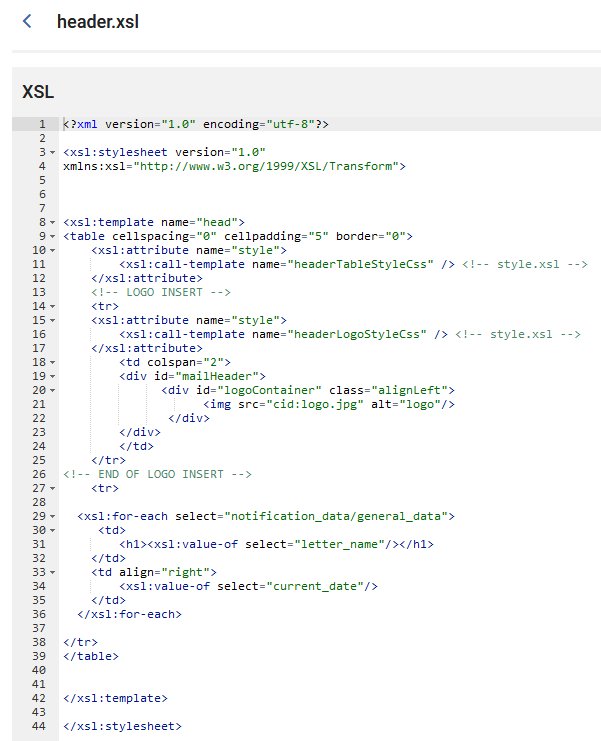 header.xsl
XSL
1 <?xml version="1.0" encoding="utf-8"?>
2
3 <xsl:stylesheet version="1.0"
4 xmlns:xsl="http://www.w3.org/1999/XSL/Transform">
5
6
7
8 <xsl:template name="head">
9 <table cellspacing="0" cellpadding="5" border="0">
10     <xsl:attribute name="style">
11         <xsl:call-template name="headerTableStyleCss" /> <!-- style.xsl -->
12     </xsl:attribute>
13     <!-- LOGO INSERT -->
14     <tr>
15     <xsl:attribute name="style">
16         <xsl:call-template name="headerLogoStyleCss" /> <!-- style.xsl -->
17     </xsl:attribute>
18         <td colspan="2">
19         <div id="mailHeader">
20               <div id="logoContainer" class="alignLeft">
21                     <img src="cid:logo.jpg" alt="logo"/>
22                </div>
23         </div>
24         </td>
25     </tr>
26 <!-- END OF LOGO INSERT -->
27     <tr>
28
29   <xsl:for-each select="notification_data/general_data">
30      <td>
31         <h1><xsl:value-of select="letter_name"/></h1>
32     </td>
33     <td align="right">
34         <xsl:value-of select="current_date"/>
35     </td>
36   </xsl:for-each>
37
38 </tr>
39 </table>
40
41
42 </xsl:template>
43
44 </xsl:stylesheet>